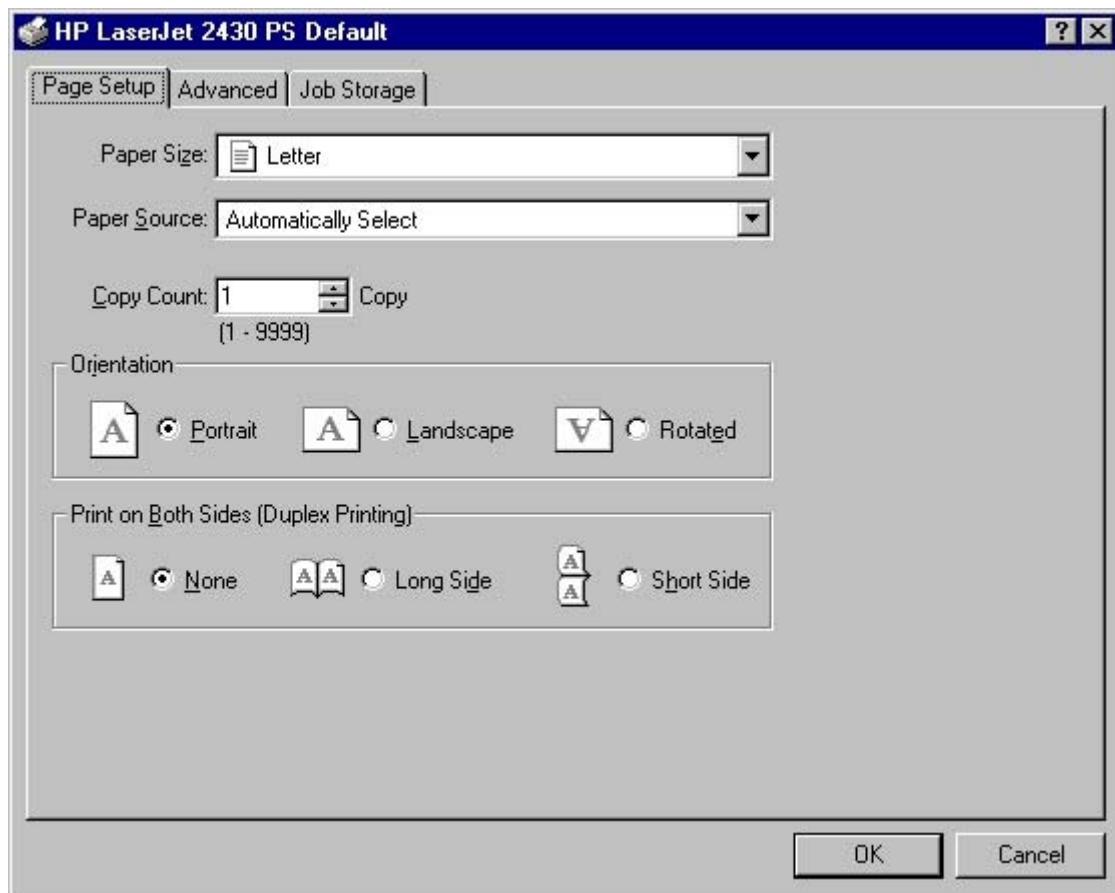 HP LaserJet 2430 PS Default
Page Setup Advanced Job Storage
Paper Size: Letter
Paper Source: Automatically Select
Copy Count: 1 Copy
(1 - 9999)
Orientation
A Portrait A Landscape A Rotated
Print on Both Sides (Duplex Printing)
A None A A Long Side A A Short Side
OK Cancel